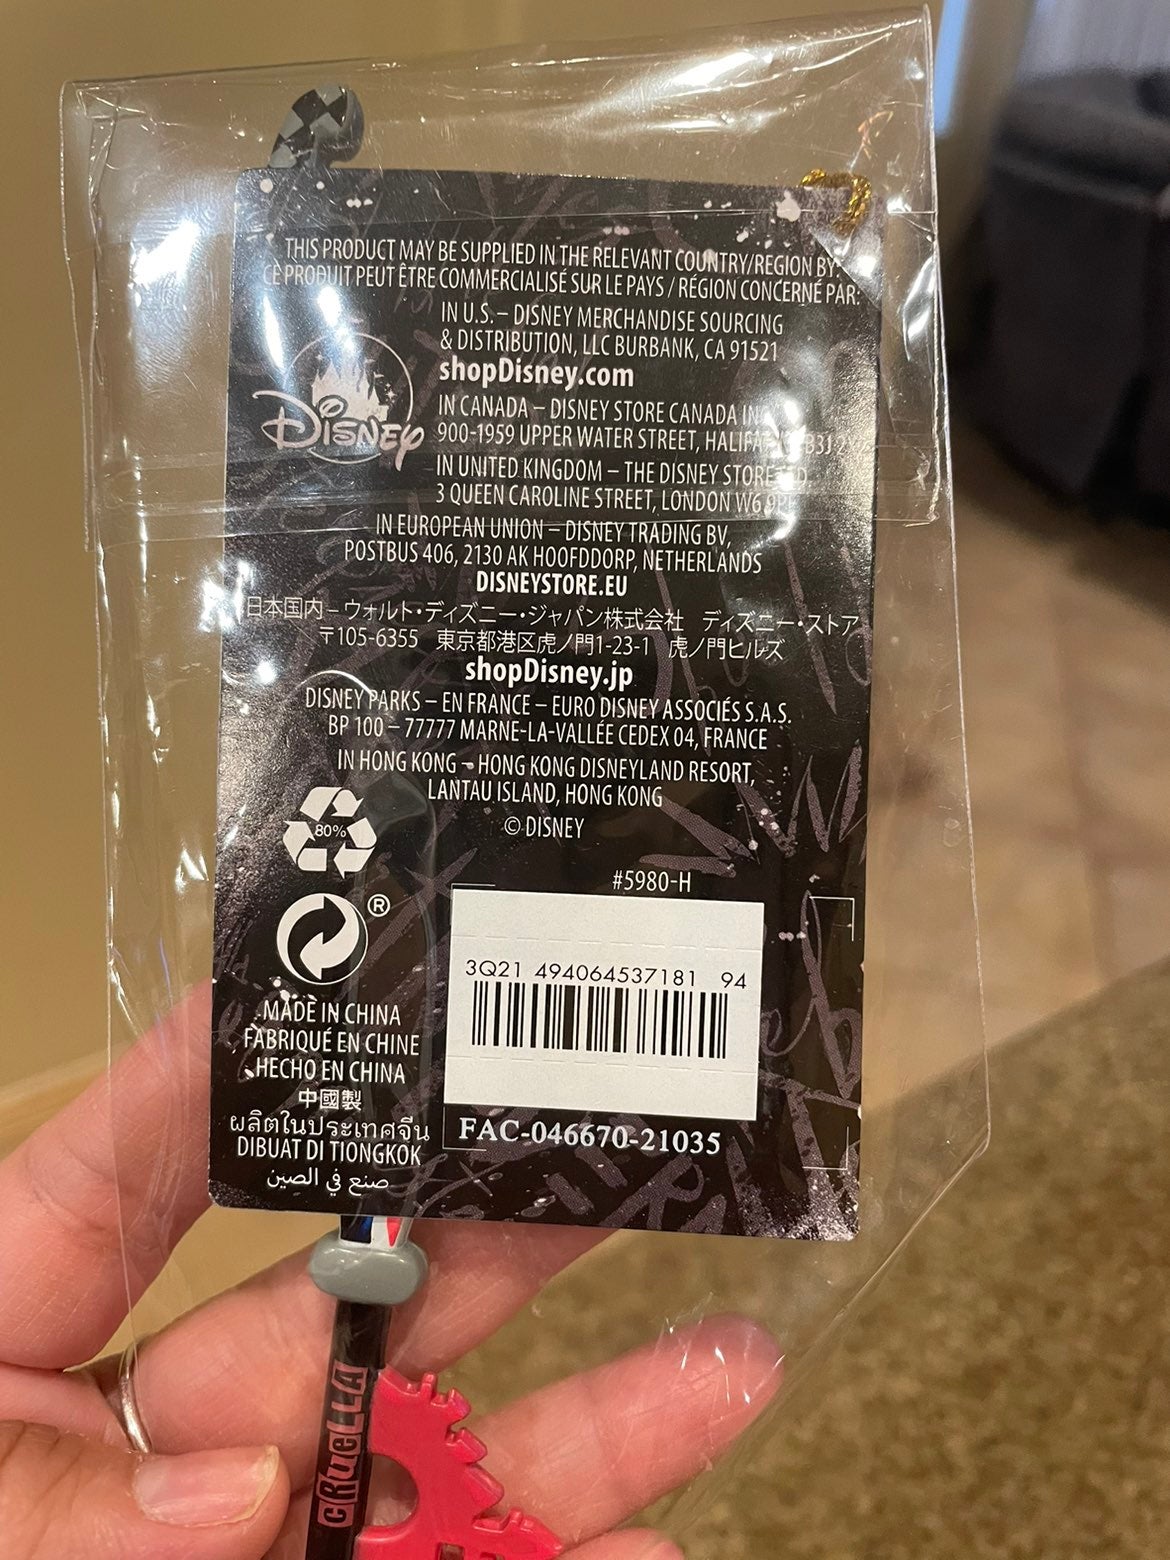 THIS PRODUCT MAY BE SUPPLIED IN THE RELEVANT COUNTRY/REGION BY:
CE PRODUIT PEUT ÊTRE COMMERCIALISÉ SUR LE PAYS / RÉGION CONCERNÉ PAR:
IN U.S. – DISNEY MERCHANDISE SOURCING
& DISTRIBUTION, LLC BURBANK, CA 91521
shopDisney.com
Disney
IN CANADA – DISNEY STORE CANADA
900-1959 UPPER WATER STREET,
IN UNITED KINGDOM – THE DISNEY STORE
3 QUEEN CAROLINE STREET, LONDON W6
IN EUROPEAN UNION – DISNEY TRADING BV,
POSTBUS 406, 2130 AK HOOFDDORP, NETHERLANDS
DISNEYSTORE.EU
日本国内 – ウォルト・ディズニー・ジャパン株式会社 ディズニー・ストア
〒105-6355 東京都港区虎ノ門1-23-1 虎ノ門ヒルズ
shopDisney.jp
DISNEY PARKS – EN FRANCE – EURO DISNEY ASSOCIÉS S.A.S.
BP 100 – 77777 MARNE-LA-VALLÉE CEDEX 04, FRANCE
IN HONG KONG – HONG KONG DISNEYLAND RESORT,
LANTAU ISLAND, HONG KONG
© DISNEY
80%
#5980-H
®
3Q21 494064537181 94
MADE IN CHINA
FABRIQUÉ EN CHINE
HECHO EN CHINA
中國製
ผลิตในประเทศจีน
DIBUAT DI TIONGKOK
صنع في الصين
FAC-046670-21035
CRueLLA